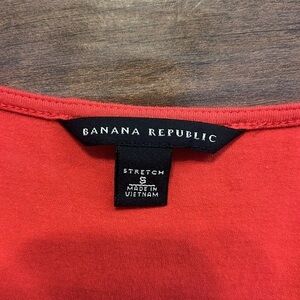 BANANA REPUBLIC
STRETCH
S
MADE IN
VIETNAM